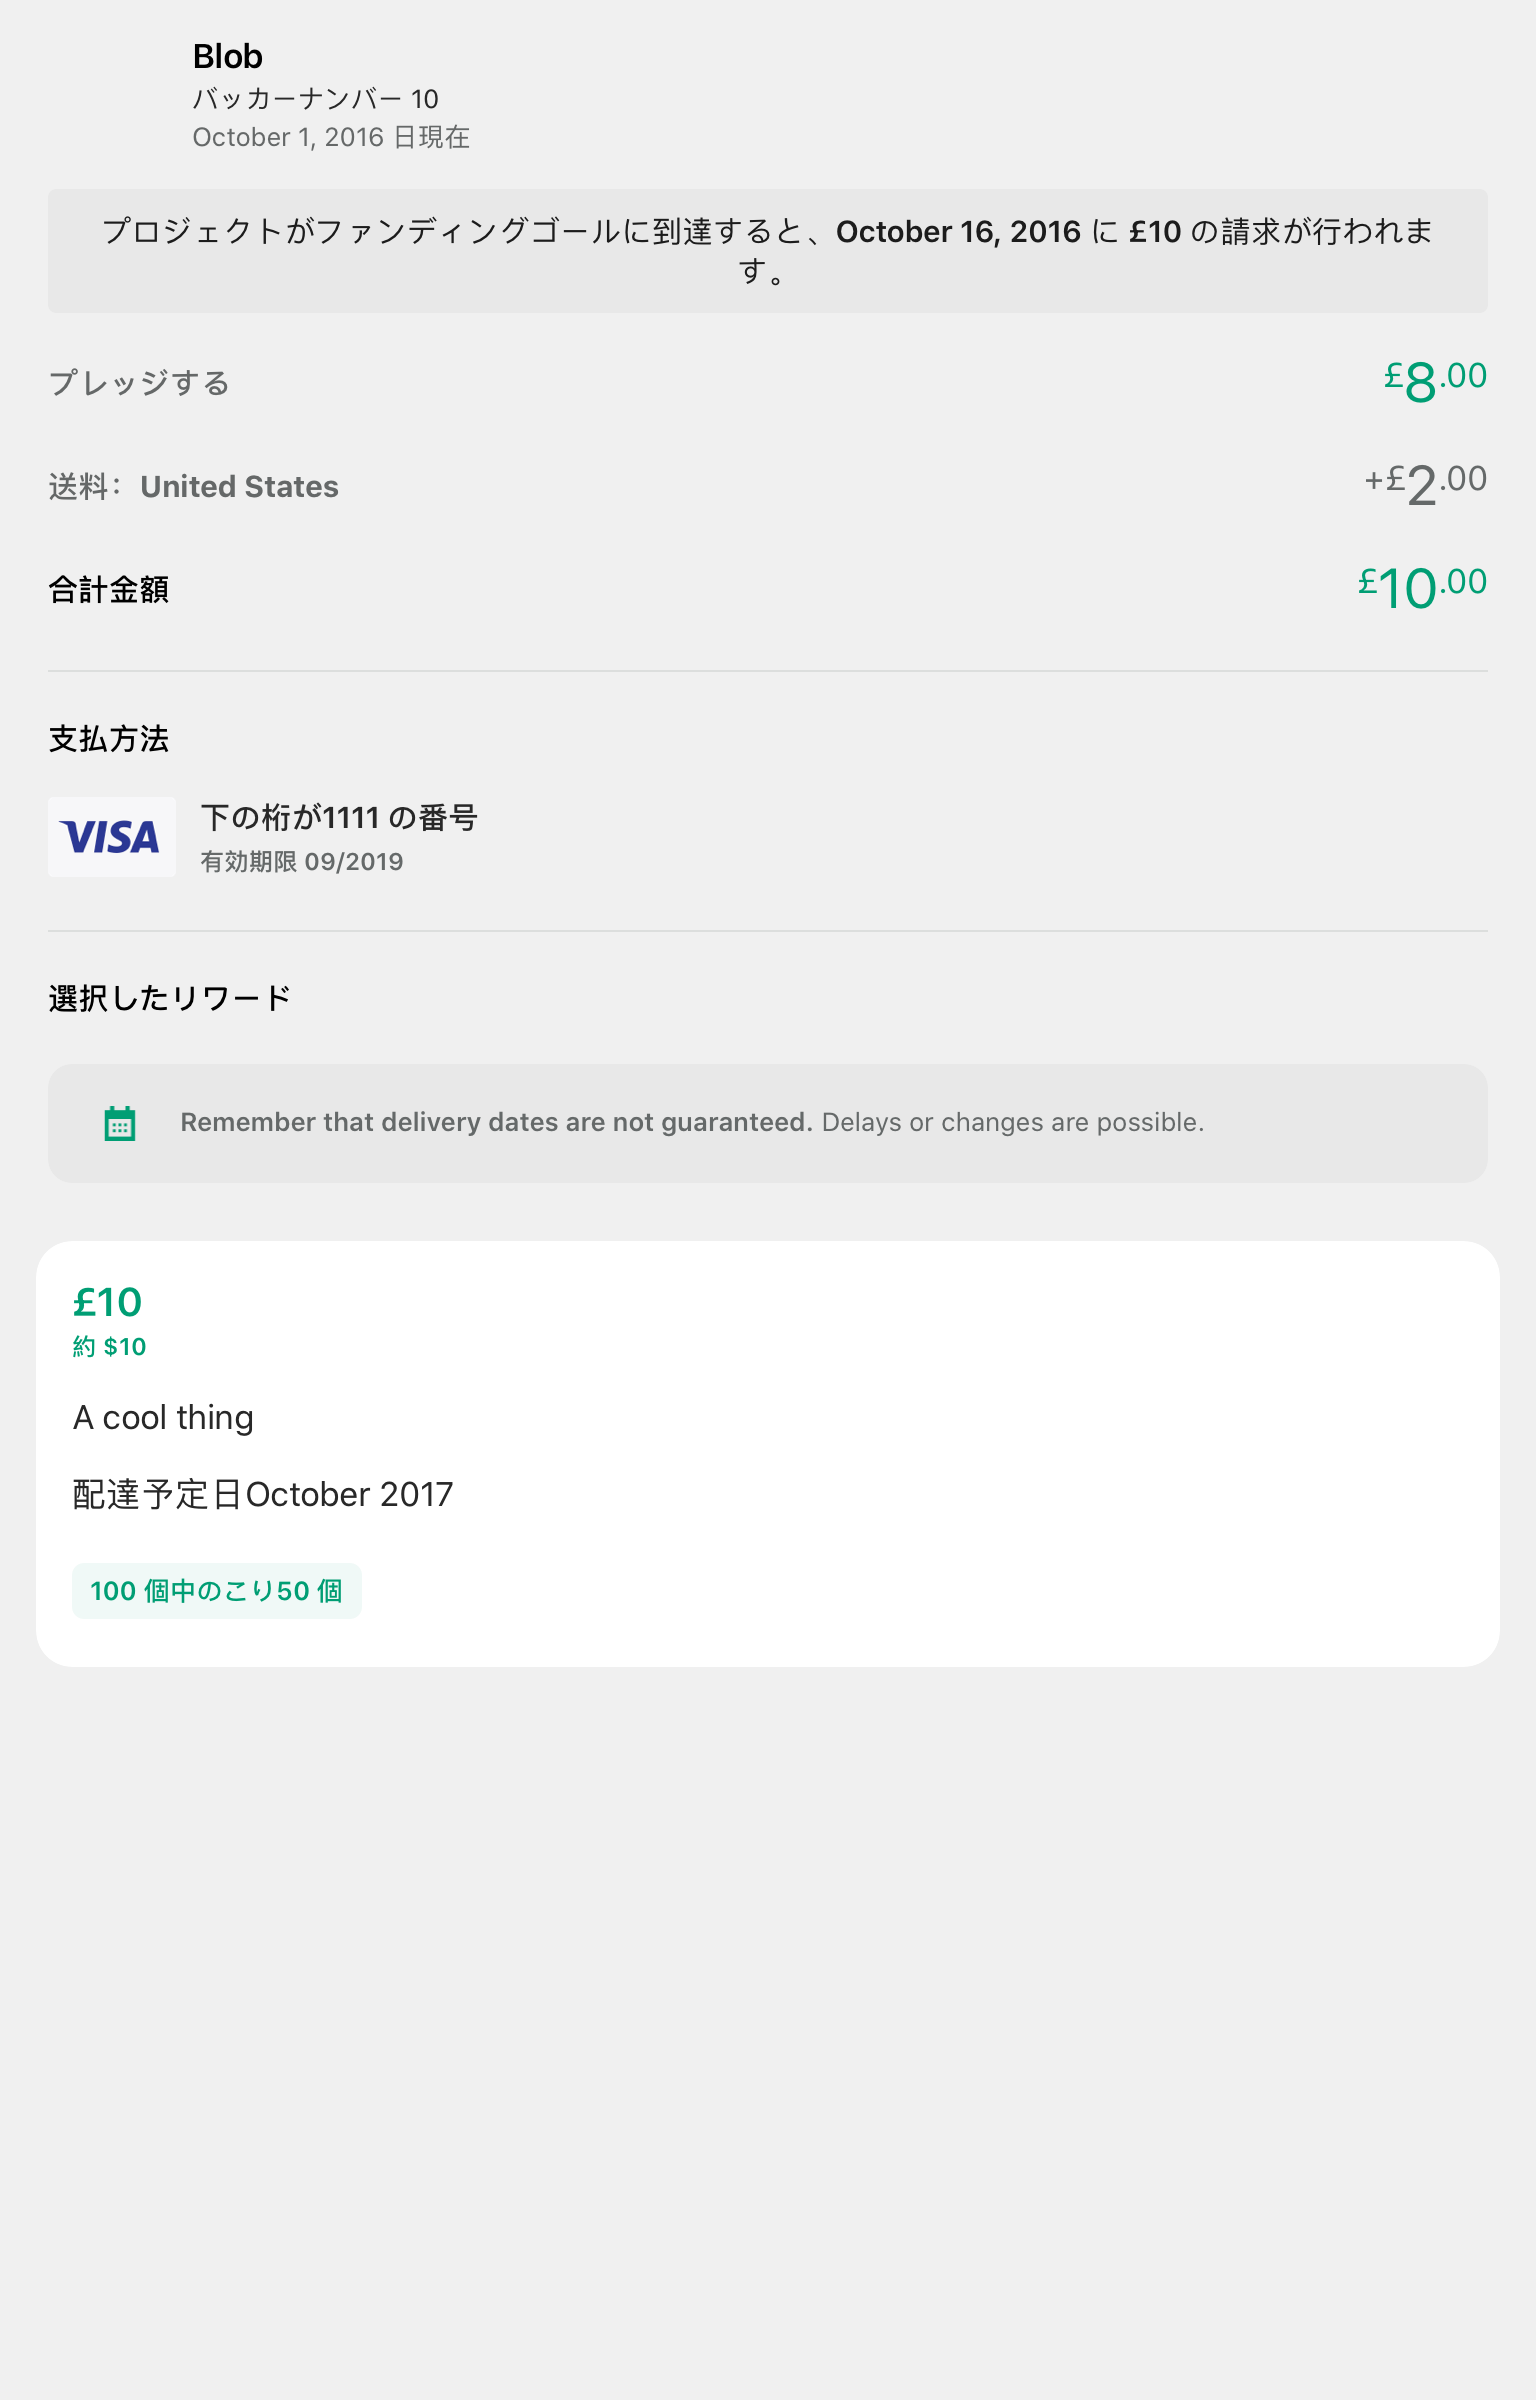 Blob
バッカーナンバー 10
October 1, 2016 日現在
プロジェクトがファンディングゴールに到達すると、October 16, 2016 に £10 の請求が行われま
す。
プレッジする £8.00
送料： United States +£2.00
合計金額 £10.00
支払方法
VISA
下の桁が1111 の番号
有効期限 09/2019
選択したリワード
Remember that delivery dates are not guaranteed. Delays or changes are possible.
£10
約 $10
A cool thing
配達予定日October 2017
100 個中のこり50 個